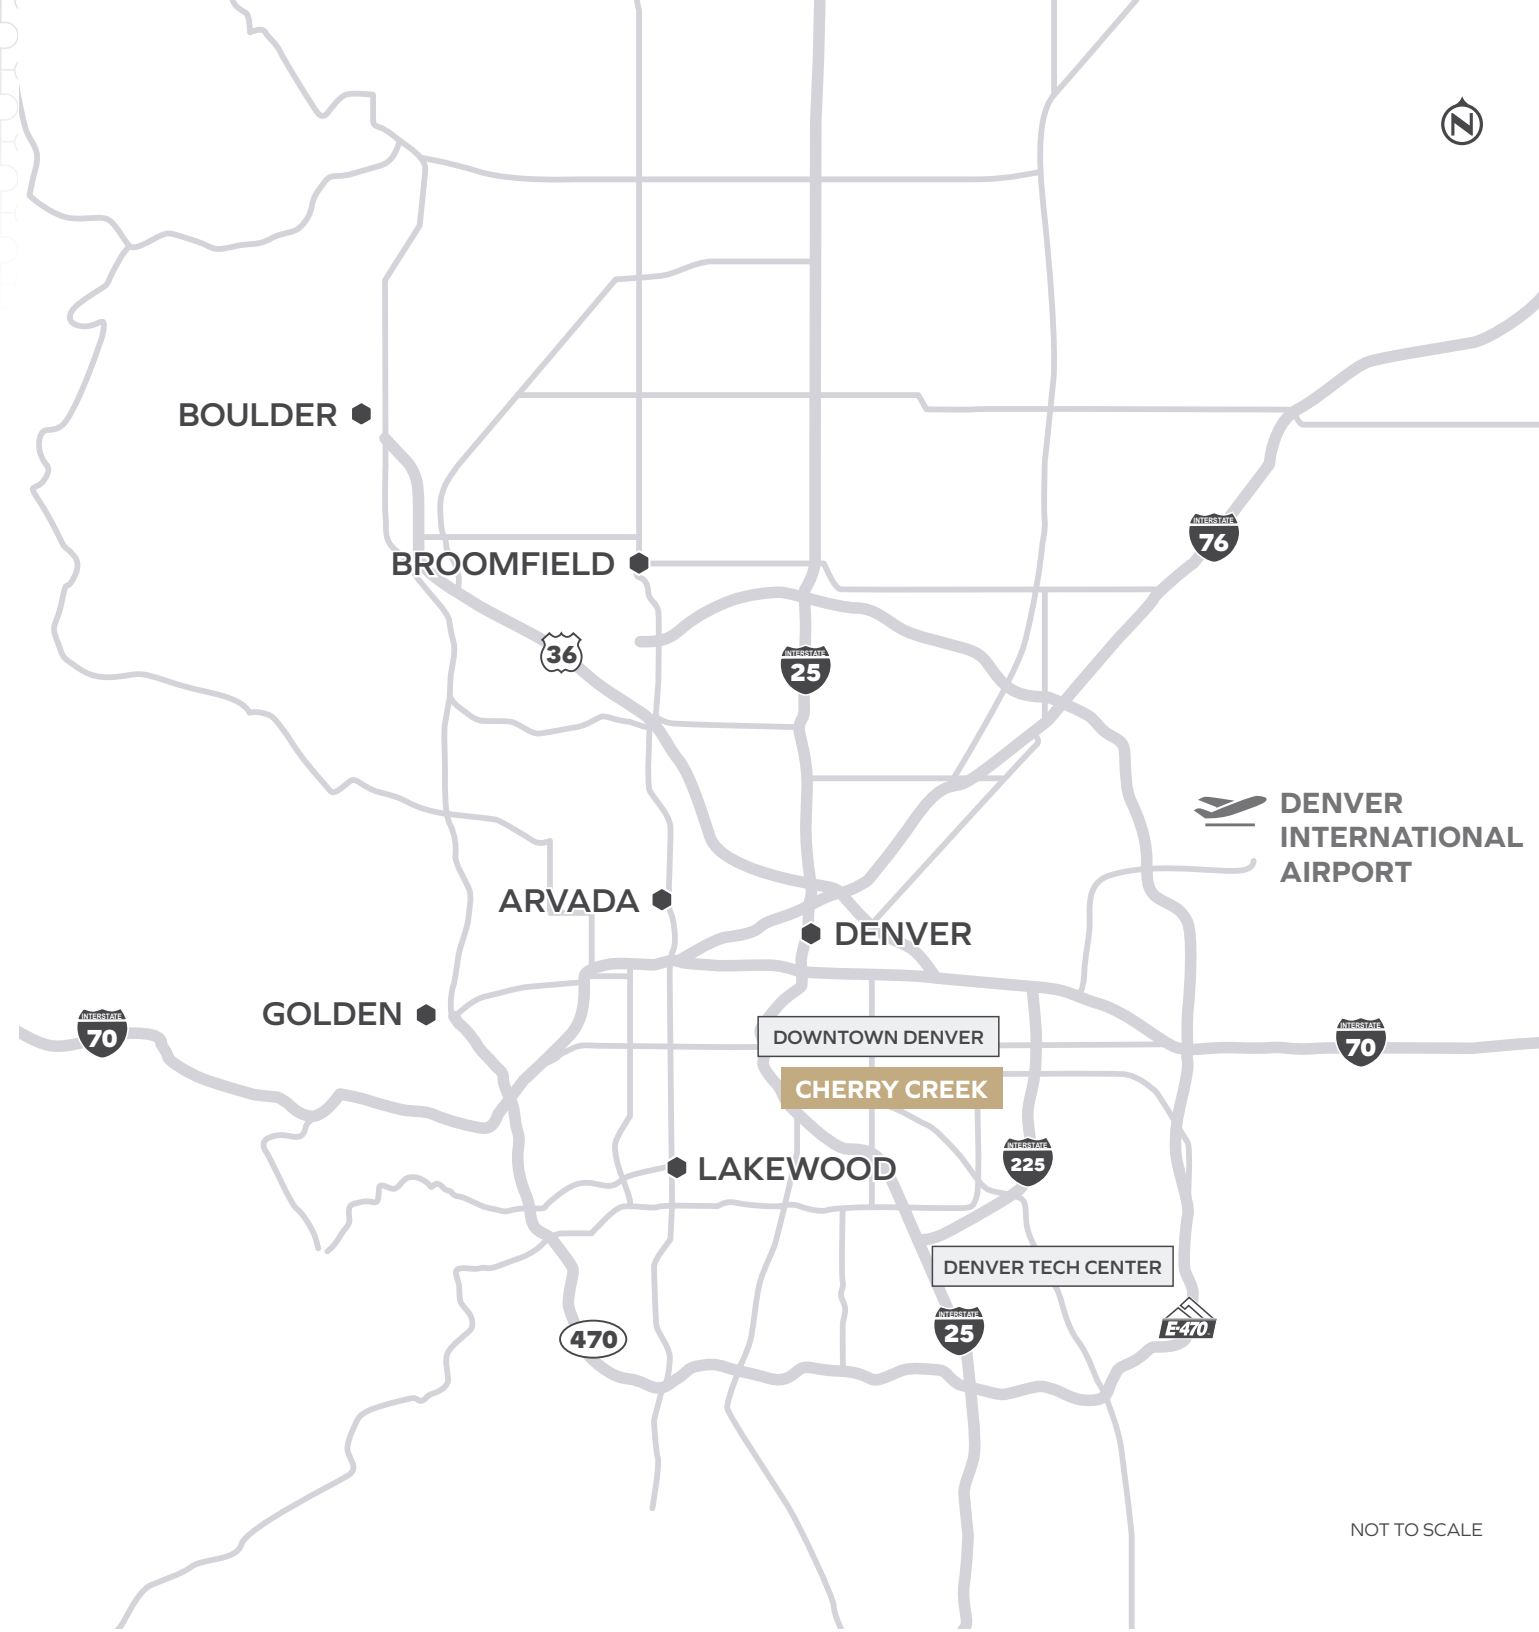 N
BOULDER
INTERSTATE
76
BROOMFIELD
36
INTERSTATE
25
DENVER
INTERNATIONAL
AIRPORT
ARVADA
DENVER
GOLDEN
INTERSTATE
70
DOWNTOWN DENVER
INTERSTATE
70
CHERRY CREEK
INTERSTATE
225
LAKEWOOD
DENVER TECH CENTER
INTERSTATE
25
E-470
470
NOT TO SCALE